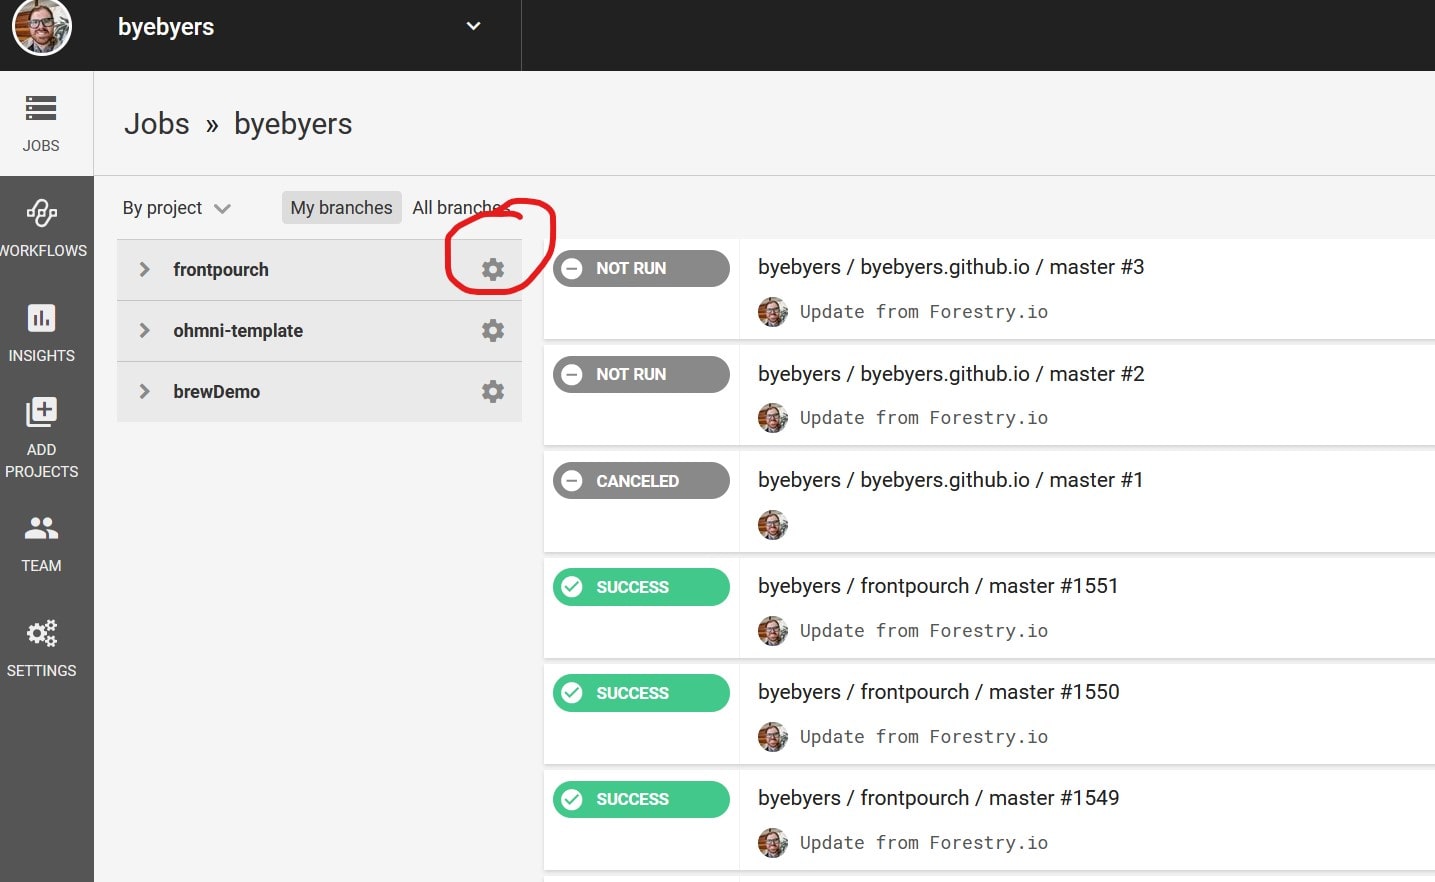 byebyers
JOBS
Jobs » byebyers
WORKFLOWS
INSIGHTS
ADD
PROJECTS
TEAM
SETTINGS
By project My branches All branches
frontpourch
ohmni-template
brewDemo
NOT RUN byebyers / byebyers.github.io / master #3
Update from Forestry.io
NOT RUN byebyers / byebyers.github.io / master #2
Update from Forestry.io
CANCELED byebyers / byebyers.github.io / master #1
SUCCESS byebyers / frontpourch / master #1551
Update from Forestry.io
SUCCESS byebyers / frontpourch / master #1550
Update from Forestry.io
SUCCESS byebyers / frontpourch / master #1549
Update from Forestry.io